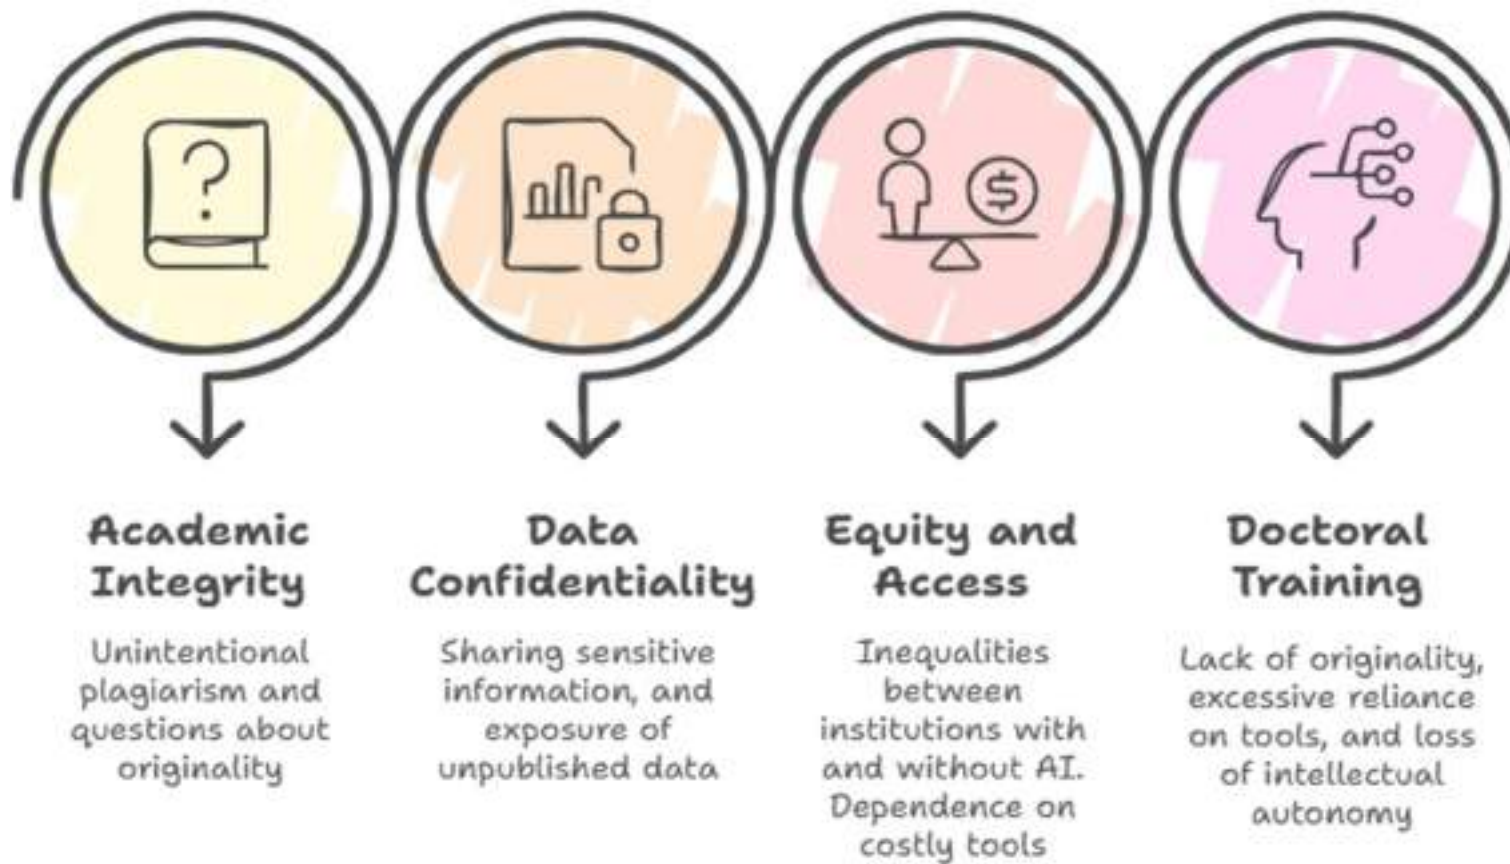 ?
$
Academic
Integrity
Unintentional
plagiarism and
questions about
originality
Data
Confidentiality
Sharing sensitive
information, and
exposure of
unpublished data
Equity and
Access
Inequalities
between
institutions with
and without AI.
Dependence on
costly tools
Doctoral
Training
Lack of originality,
excessive reliance
on tools, and loss
of intellectual
autonomy